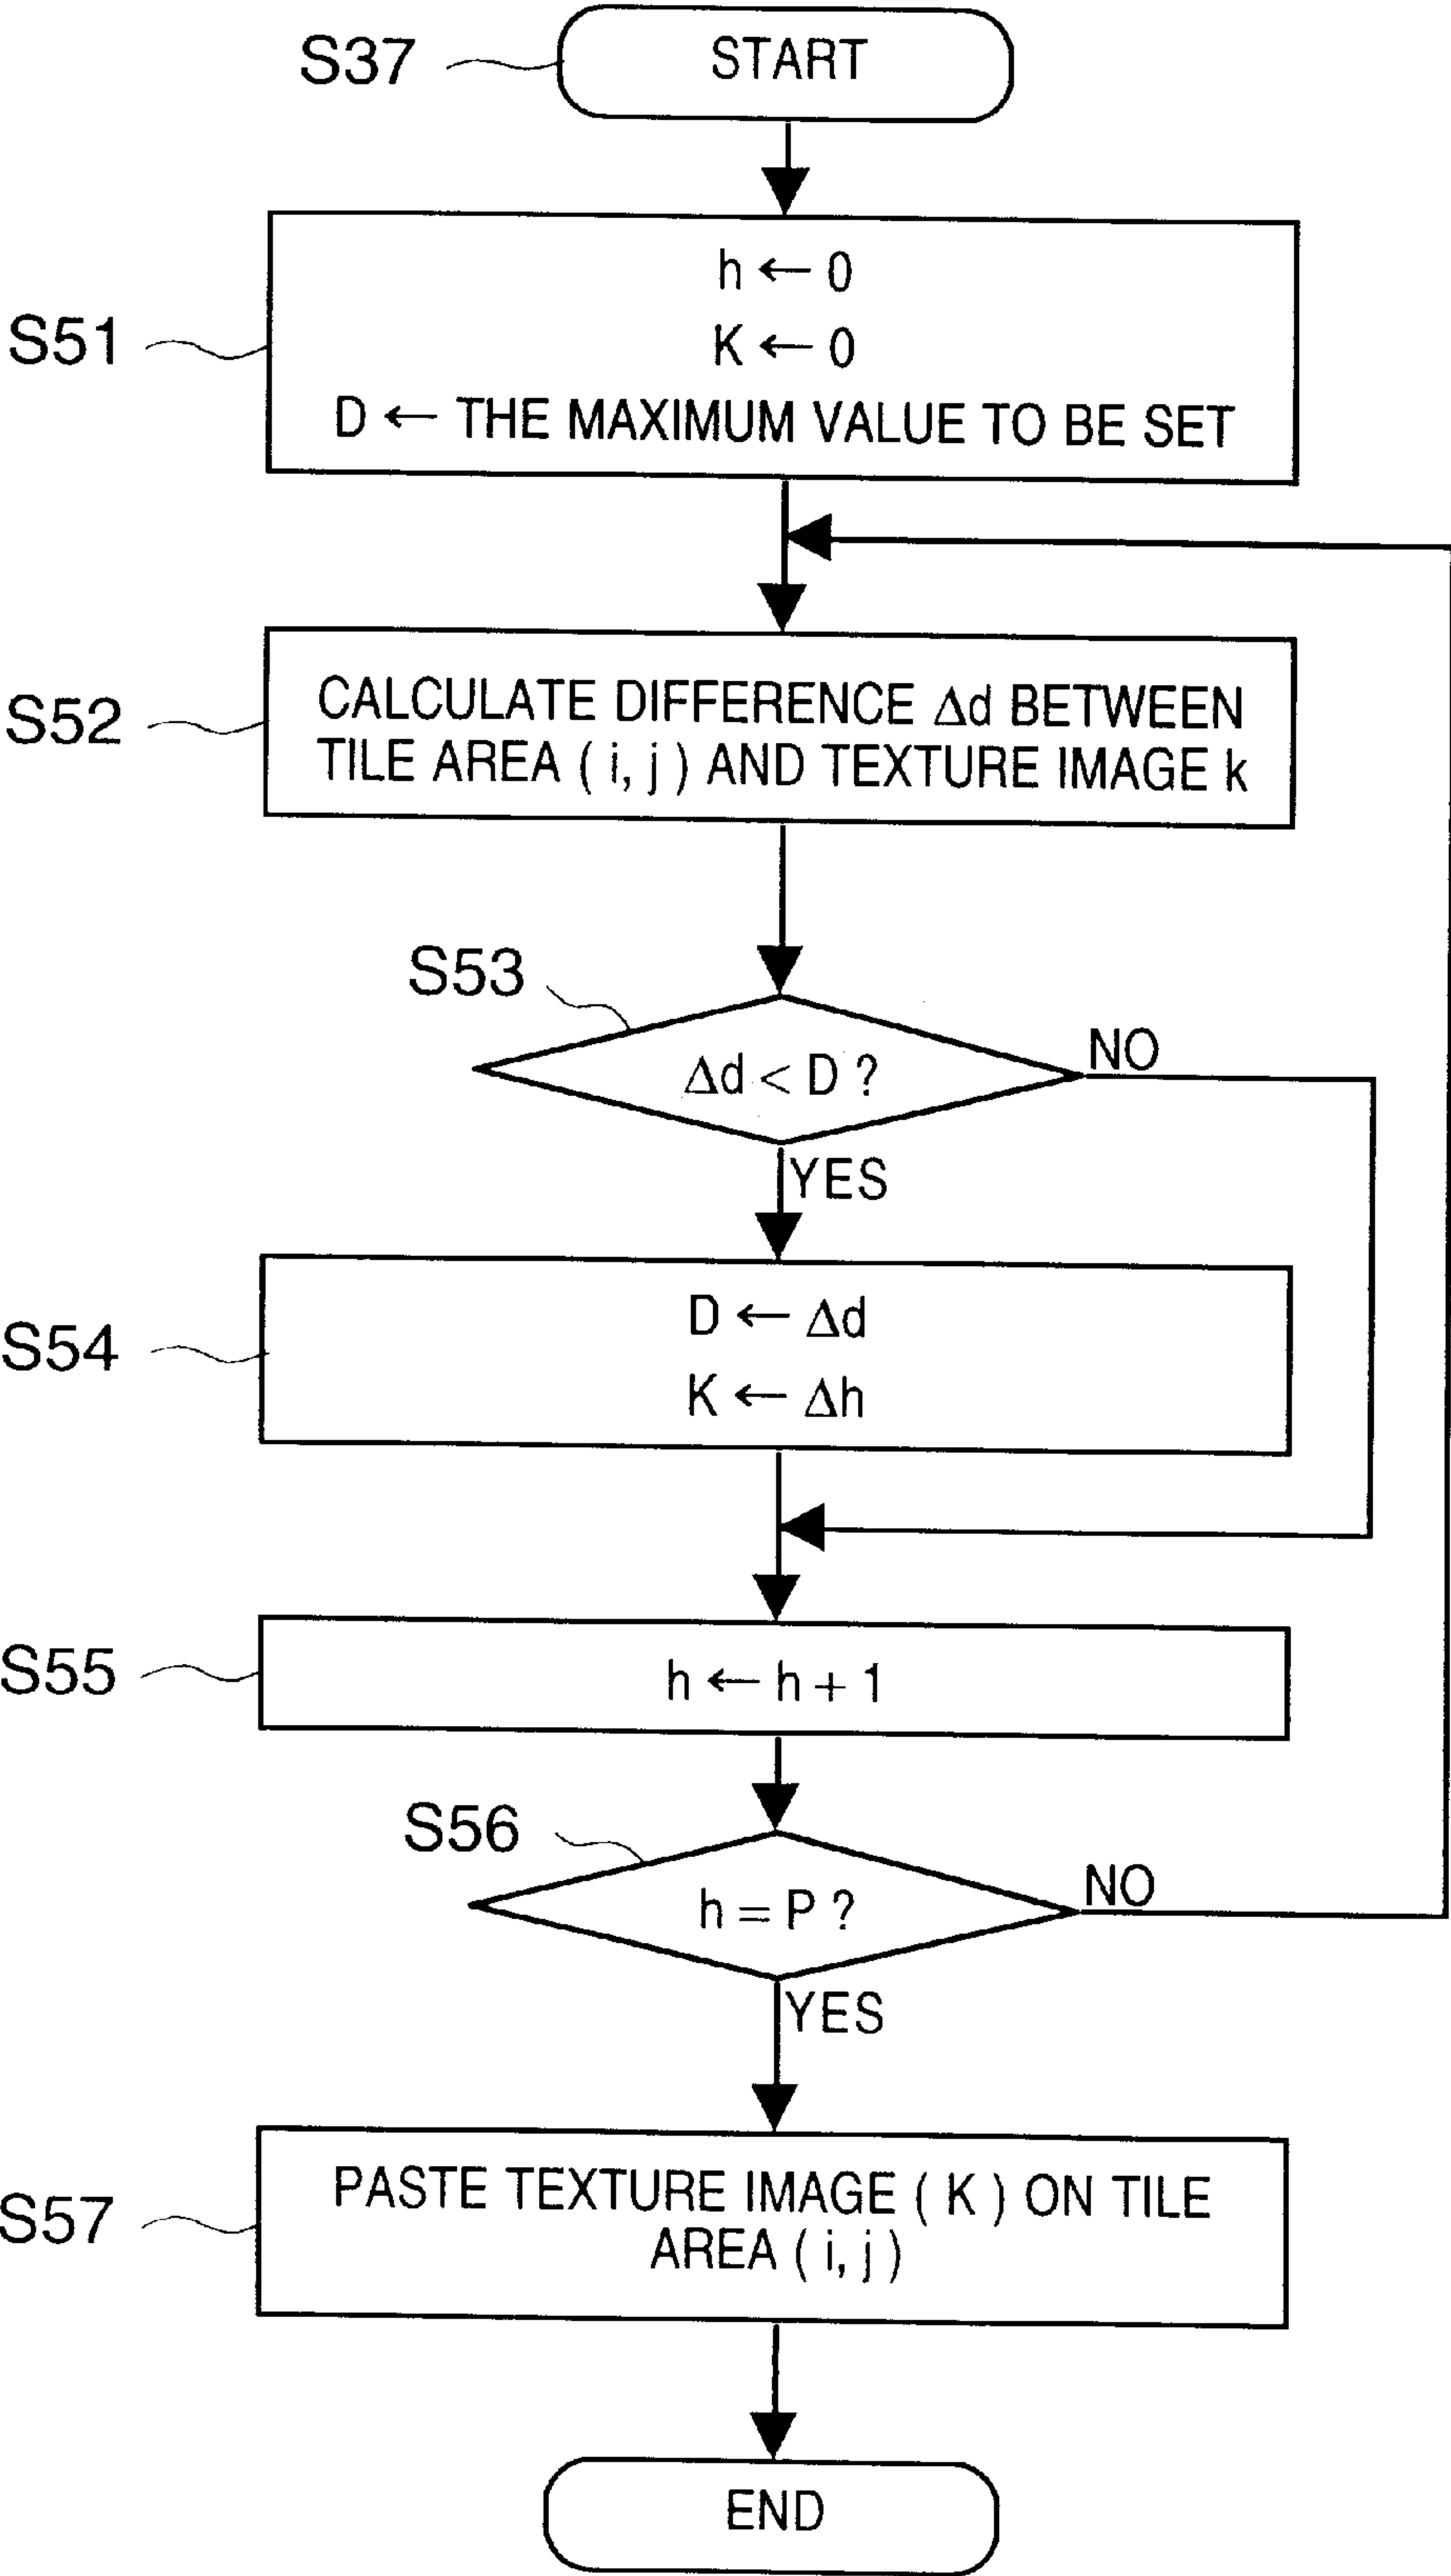 S37
START
S51
h ← 0
K ← 0
D ← THE MAXIMUM VALUE TO BE SET
S52
CALCULATE DIFFERENCE Δd BETWEEN
TILE AREA ( i, j ) AND TEXTURE IMAGE k
S53
Δd < D ?
NO
YES
S54
D ← Δd
K ← Δh
S55
h ← h + 1
S56
h = P ?
NO
YES
S57
PASTE TEXTURE IMAGE ( K ) ON TILE
AREA ( i, j )
END